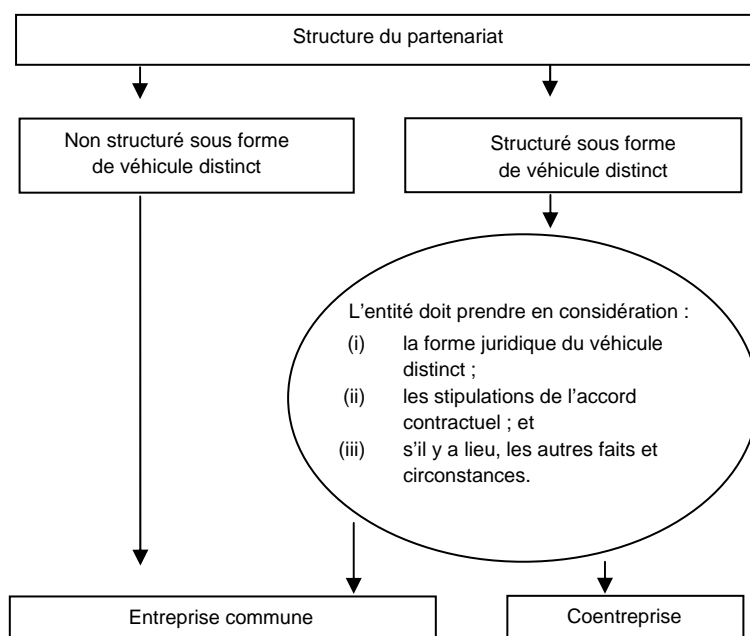 Structure du partenariat
Non structuré sous forme
de véhicule distinct
Structuré sous forme
de véhicule distinct
L'entité doit prendre en considération :
(i) la forme juridique du véhicule
distinct ;
(ii) les stipulations de l'accord
contractuel ; et
(iii) s'il y a lieu, les autres faits et
circonstances.
Entreprise commune
Coentreprise